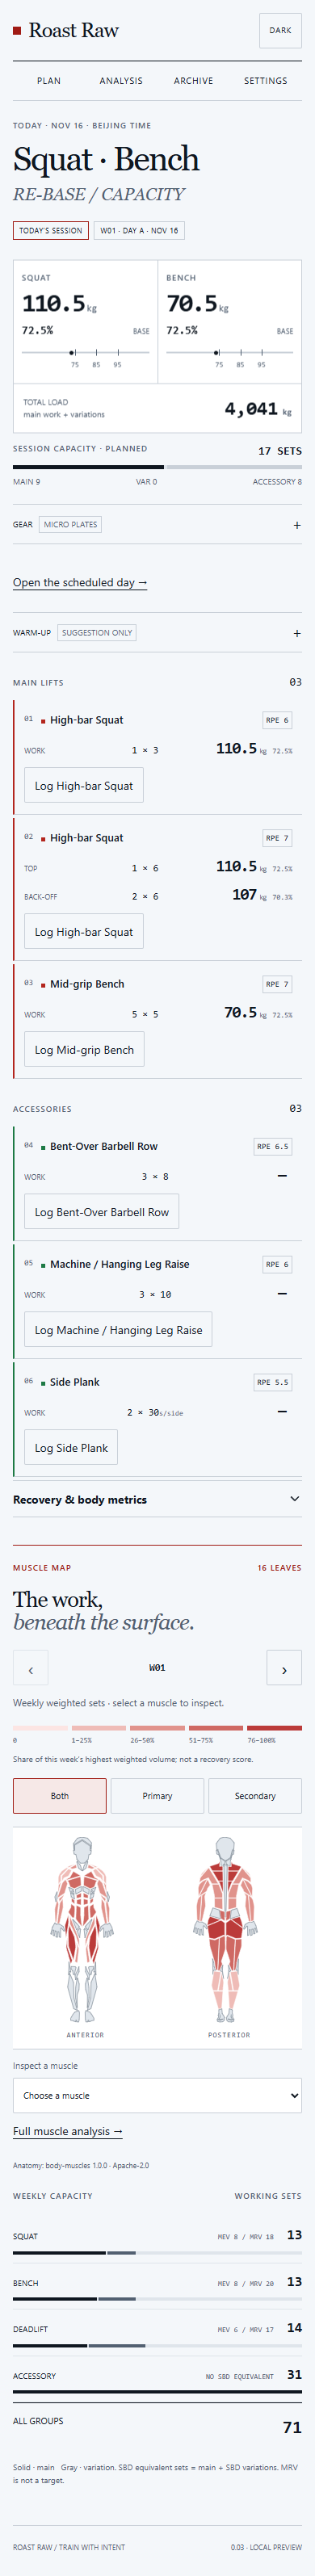 Roast Raw
DARK
PLAN ANALYSIS ARCHIVE SETTINGS
TODAY · NOV 16 · BEIJING TIME
Squat · Bench
RE-BASE / CAPACITY
TODAY'S SESSION W01 · DAY A · NOV 16
SQUAT BENCH
110.5 kg 70.5 kg
72.5% BASE 72.5% BASE
75 85 95 75 85 95
TOTAL LOAD
main work + variations
4,041 kg
SESSION CAPACITY · PLANNED 17 SETS
MAIN 9 VAR 0 ACCESSORY 8
GEAR MICRO PLATES +
Open the scheduled day →
WARM-UP SUGGESTION ONLY +
MAIN LIFTS 03
01 High-bar Squat RPE 6
WORK 1 × 3 110.5 kg 72.5%
Log High-bar Squat
02 High-bar Squat RPE 7
TOP 1 × 6 110.5 kg 72.5%
BACK-OFF 2 × 6 107 kg 70.3%
Log High-bar Squat
03 Mid-grip Bench RPE 7
WORK 5 × 5 70.5 kg 72.5%
Log Mid-grip Bench
ACCESSORIES 03
04 Bent-Over Barbell Row RPE 6.5
WORK 3 × 8 —
Log Bent-Over Barbell Row
05 Machine / Hanging Leg Raise RPE 6
WORK 3 × 10 —
Log Machine / Hanging Leg Raise
06 Side Plank RPE 5.5
WORK 2 × 30s/side —
Log Side Plank
Recovery & body metrics
MUSCLE MAP 16 LEAVES
The work,
beneath the surface.
‹ W01 ›
Weekly weighted sets · select a muscle to inspect.
0 1–25% 26–50% 51–75% 76–100%
Share of this week's highest weighted volume; not a recovery score.
Both Primary Secondary
ANTERIOR POSTERIOR
Inspect a muscle
Choose a muscle
Full muscle analysis →
Anatomy: body-muscles 1.0.0 · Apache-2.0
WEEKLY CAPACITY WORKING SETS
SQUAT MEV 8 / MRV 18 13
BENCH MEV 8 / MRV 20 13
DEADLIFT MEV 6 / MRV 17 14
ACCESSORY NO SBD EQUIVALENT 31
ALL GROUPS 71
Solid · main Gray · variation. SBD equivalent sets = main + SBD variations. MRV
is not a target.
ROAST RAW / TRAIN WITH INTENT 0.03 · LOCAL PREVIEW